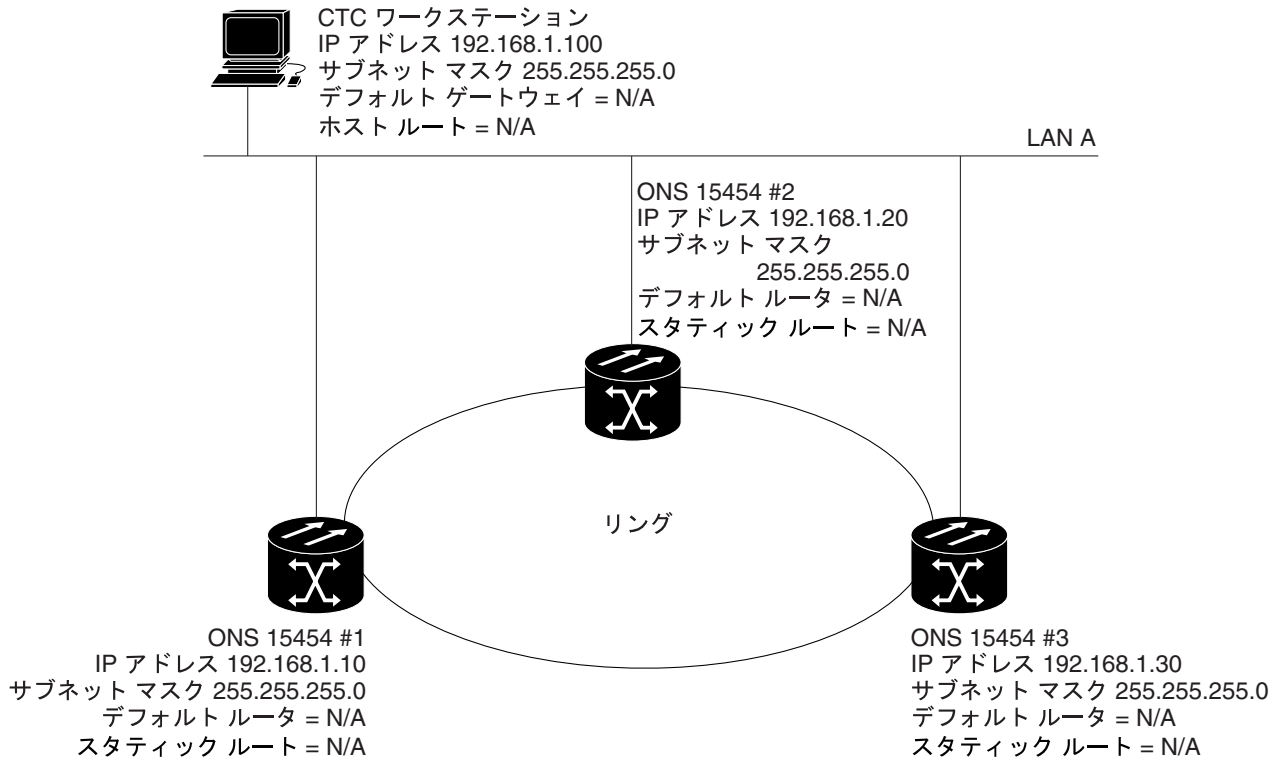 CTC ワークステーション
IP アドレス 192.168.1.100
サブネット マスク 255.255.255.0
デフォルト ゲートウェイ = N/A
ホスト ルート = N/A
LAN A
ONS 15454 #2
IP アドレス 192.168.1.20
サブネット マスク
255.255.255.0
デフォルト ルータ = N/A
スタティック ルート = N/A
リング
ONS 15454 #1
IP アドレス 192.168.1.10
サブネット マスク 255.255.255.0
デフォルト ルータ = N/A
スタティック ルート = N/A
ONS 15454 #3
IP アドレス 192.168.1.30
サブネット マスク 255.255.255.0
デフォルト ルータ = N/A
スタティック ルート = N/A